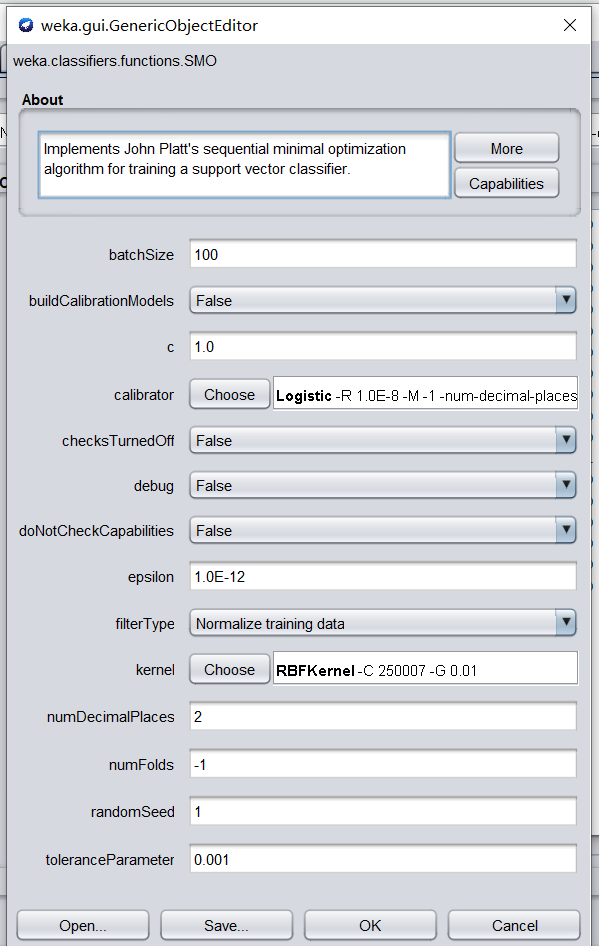 weka.gui.GenericObjectEditor
weka.classifiers.functions.SMO
About
Implements John Platt's sequential minimal optimization
algorithm for training a support vector classifier.
More
Capabilities
batchSize 100
buildCalibrationModels False
c 1.0
calibrator Choose Logistic -R 1.0E-8 -M -1 -num-decimal-places
checksTurnedOff False
debug False
doNotCheckCapabilities False
epsilon 1.0E-12
filterType Normalize training data
kernel Choose RBFKernel -C 250007 -G 0.01
numDecimalPlaces 2
numFolds -1
randomSeed 1
toleranceParameter 0.001
Open... Save... OK Cancel